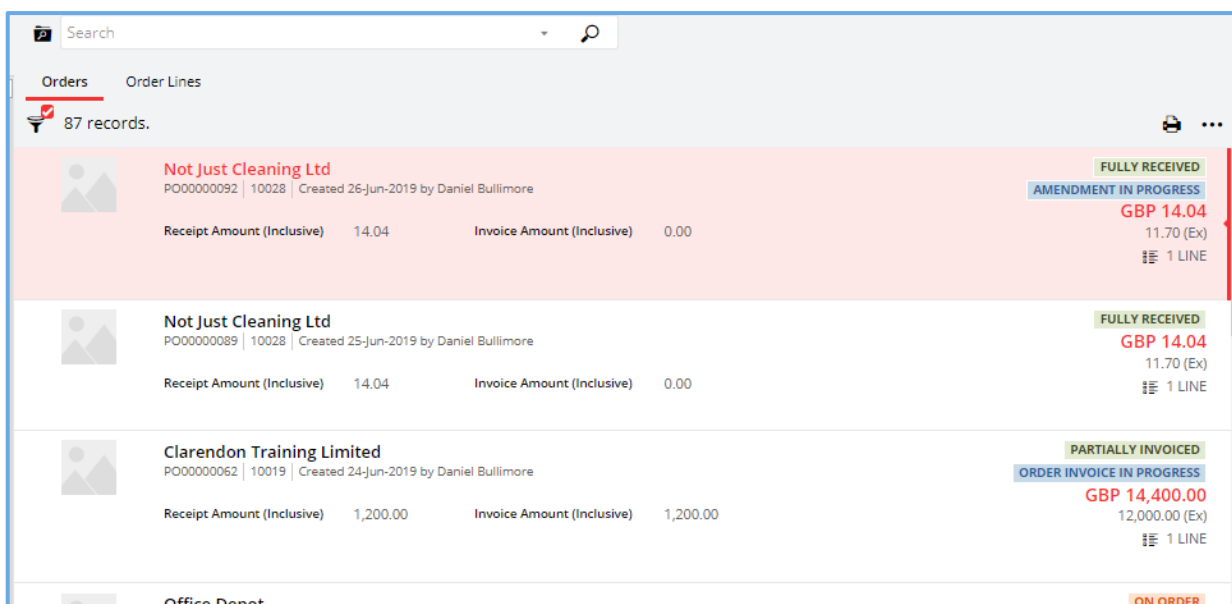 Search
Orders Order Lines
87 records.
Not Just Cleaning Ltd FULLY RECEIVED
PO00000092 | 10028 | Created 26-Jun-2019 by Daniel Bullimore AMENDMENT IN PROGRESS
GBP 14.04
Receipt Amount (Inclusive) 14.04 Invoice Amount (Inclusive) 0.00 11.70 (Ex)
1 LINE
Not Just Cleaning Ltd FULLY RECEIVED
PO00000089 | 10028 | Created 25-Jun-2019 by Daniel Bullimore GBP 14.04
11.70 (Ex)
Receipt Amount (Inclusive) 14.04 Invoice Amount (Inclusive) 0.00 1 LINE
Clarendon Training Limited PARTIALLY INVOICED
PO00000062 | 10019 | Created 24-Jun-2019 by Daniel Bullimore ORDER INVOICE IN PROGRESS
GBP 14,400.00
Receipt Amount (Inclusive) 1,200.00 Invoice Amount (Inclusive) 1,200.00 12,000.00 (Ex)
1 LINE
Office Depot ON ORDER